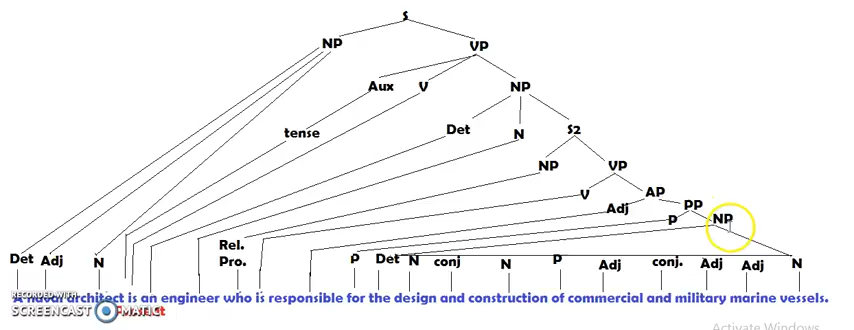 S
NP VP
Aux V NP
tense Det N S2
NP VP
V AP
Adj PP
P NP
Rel.
Pro.
Det Adj N P Det N conj N P Adj conj. Adj Adj N
A naval architect is an engineer who is responsible for the design and construction of commercial and military marine vessels.
RECORDED WITH
SCREENCAST MATIC
Activate Windows